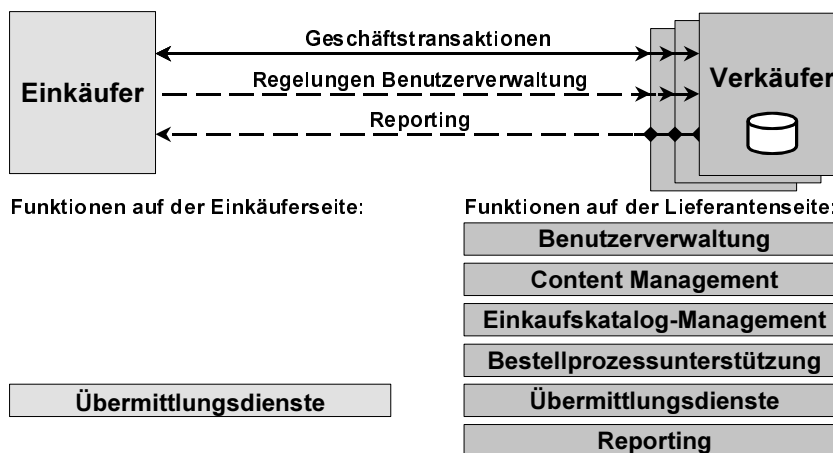 Geschäftstransaktionen
Regelungen Benutzerverwaltung
Reporting
Einkäufer
Verkäufer
Funktionen auf der Einkäuferseite:
Funktionen auf der Lieferantenseite:
Benutzerverwaltung
Content Management
Einkaufskatalog-Management
Bestellprozessunterstützung
Übermittlungsdienste
Übermittlungsdienste
Reporting